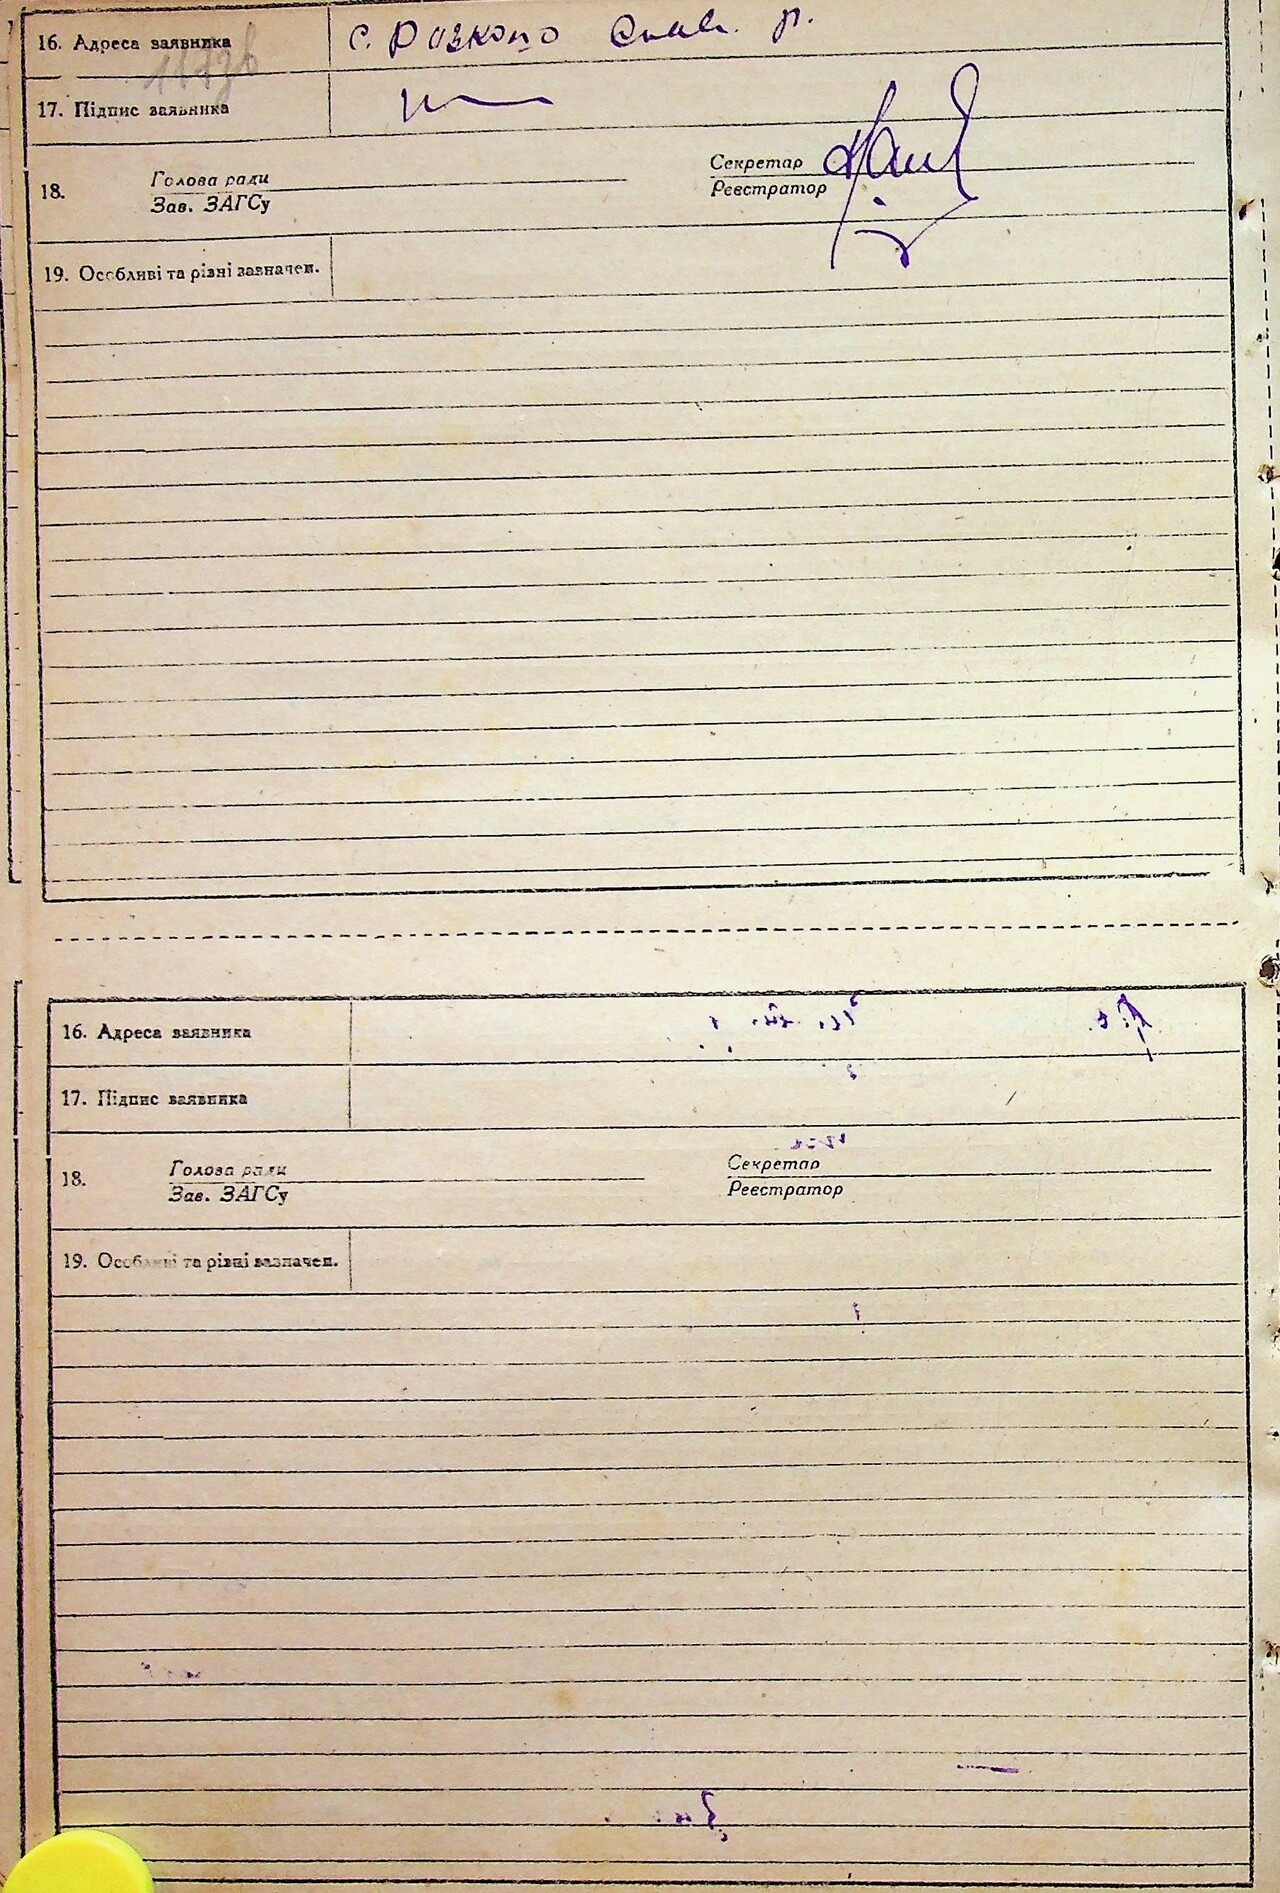 16. Адреса заявника с. Розкопо Слав. р.
17. Підпис заявника
18. Голова ради Секретар
Зав. ЗАГСу Реєстратор
19. Особливі та різні зазначен.
16. Адреса заявника
17. Підпис заявника
18. Голова ради Секретар
Зав. ЗАГСу Реєстратор
19. Особливі та різні зазначен.